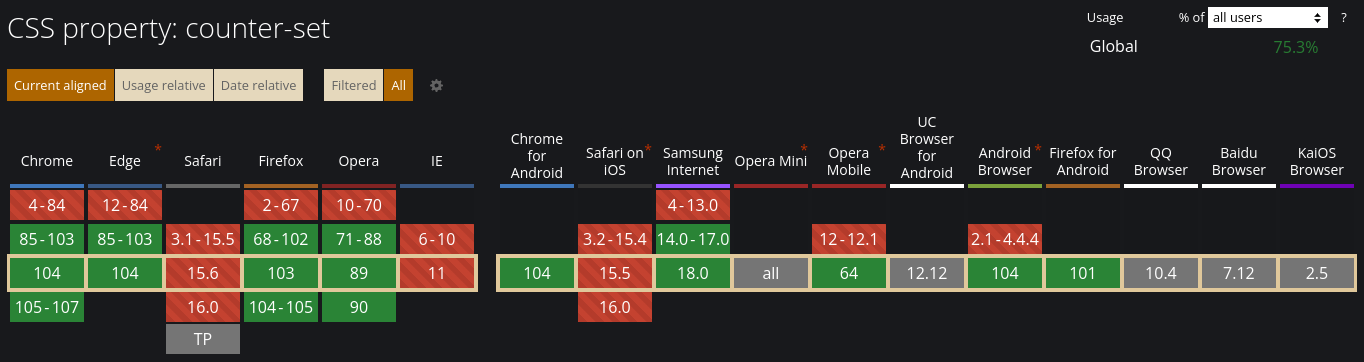 CSS property: counter-set
Usage % of all users ?
Global 75.3%
Current aligned Usage relative Date relative Filtered All
Chrome Edge * Safari Firefox Opera IE Chrome for Android Safari on iOS * Samsung Internet Opera Mini * Opera Mobile * UC Browser for Android Android Browser * Firefox for Android QQ Browser Baidu Browser KaiOS Browser
4-84 12-84 2-67 10-70 4-13.0
85-103 85-103 3.1-15.5 68-102 71-88 6-10 3.2-15.4 14.0-17.0 12-12.1 2.1-4.4.4
104 104 15.6 103 89 11 104 15.5 18.0 all 64 12.12 104 101 10.4 7.12 2.5
105-107 16.0 104-105 90 16.0
TP